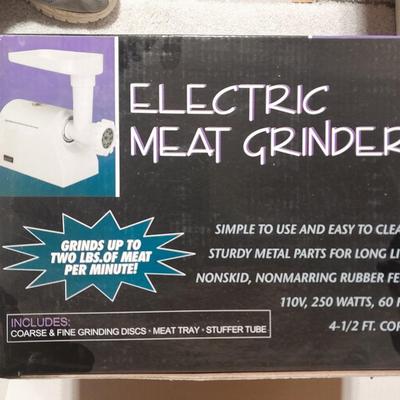 ELECTRIC
MEAT GRINDER
GRINDS UP TO
TWO LBS.OF MEAT
PER MINUTE!
SIMPLE TO USE AND EASY TO CLEA
STURDY METAL PARTS FOR LONG LI
NONSKID, NONMARRING RUBBER FE
110V, 250 WATTS, 60 H
4-1/2 FT. COR
INCLUDES:
COARSE & FINE GRINDING DISCS • MEAT TRAY • STUFFER TUBE